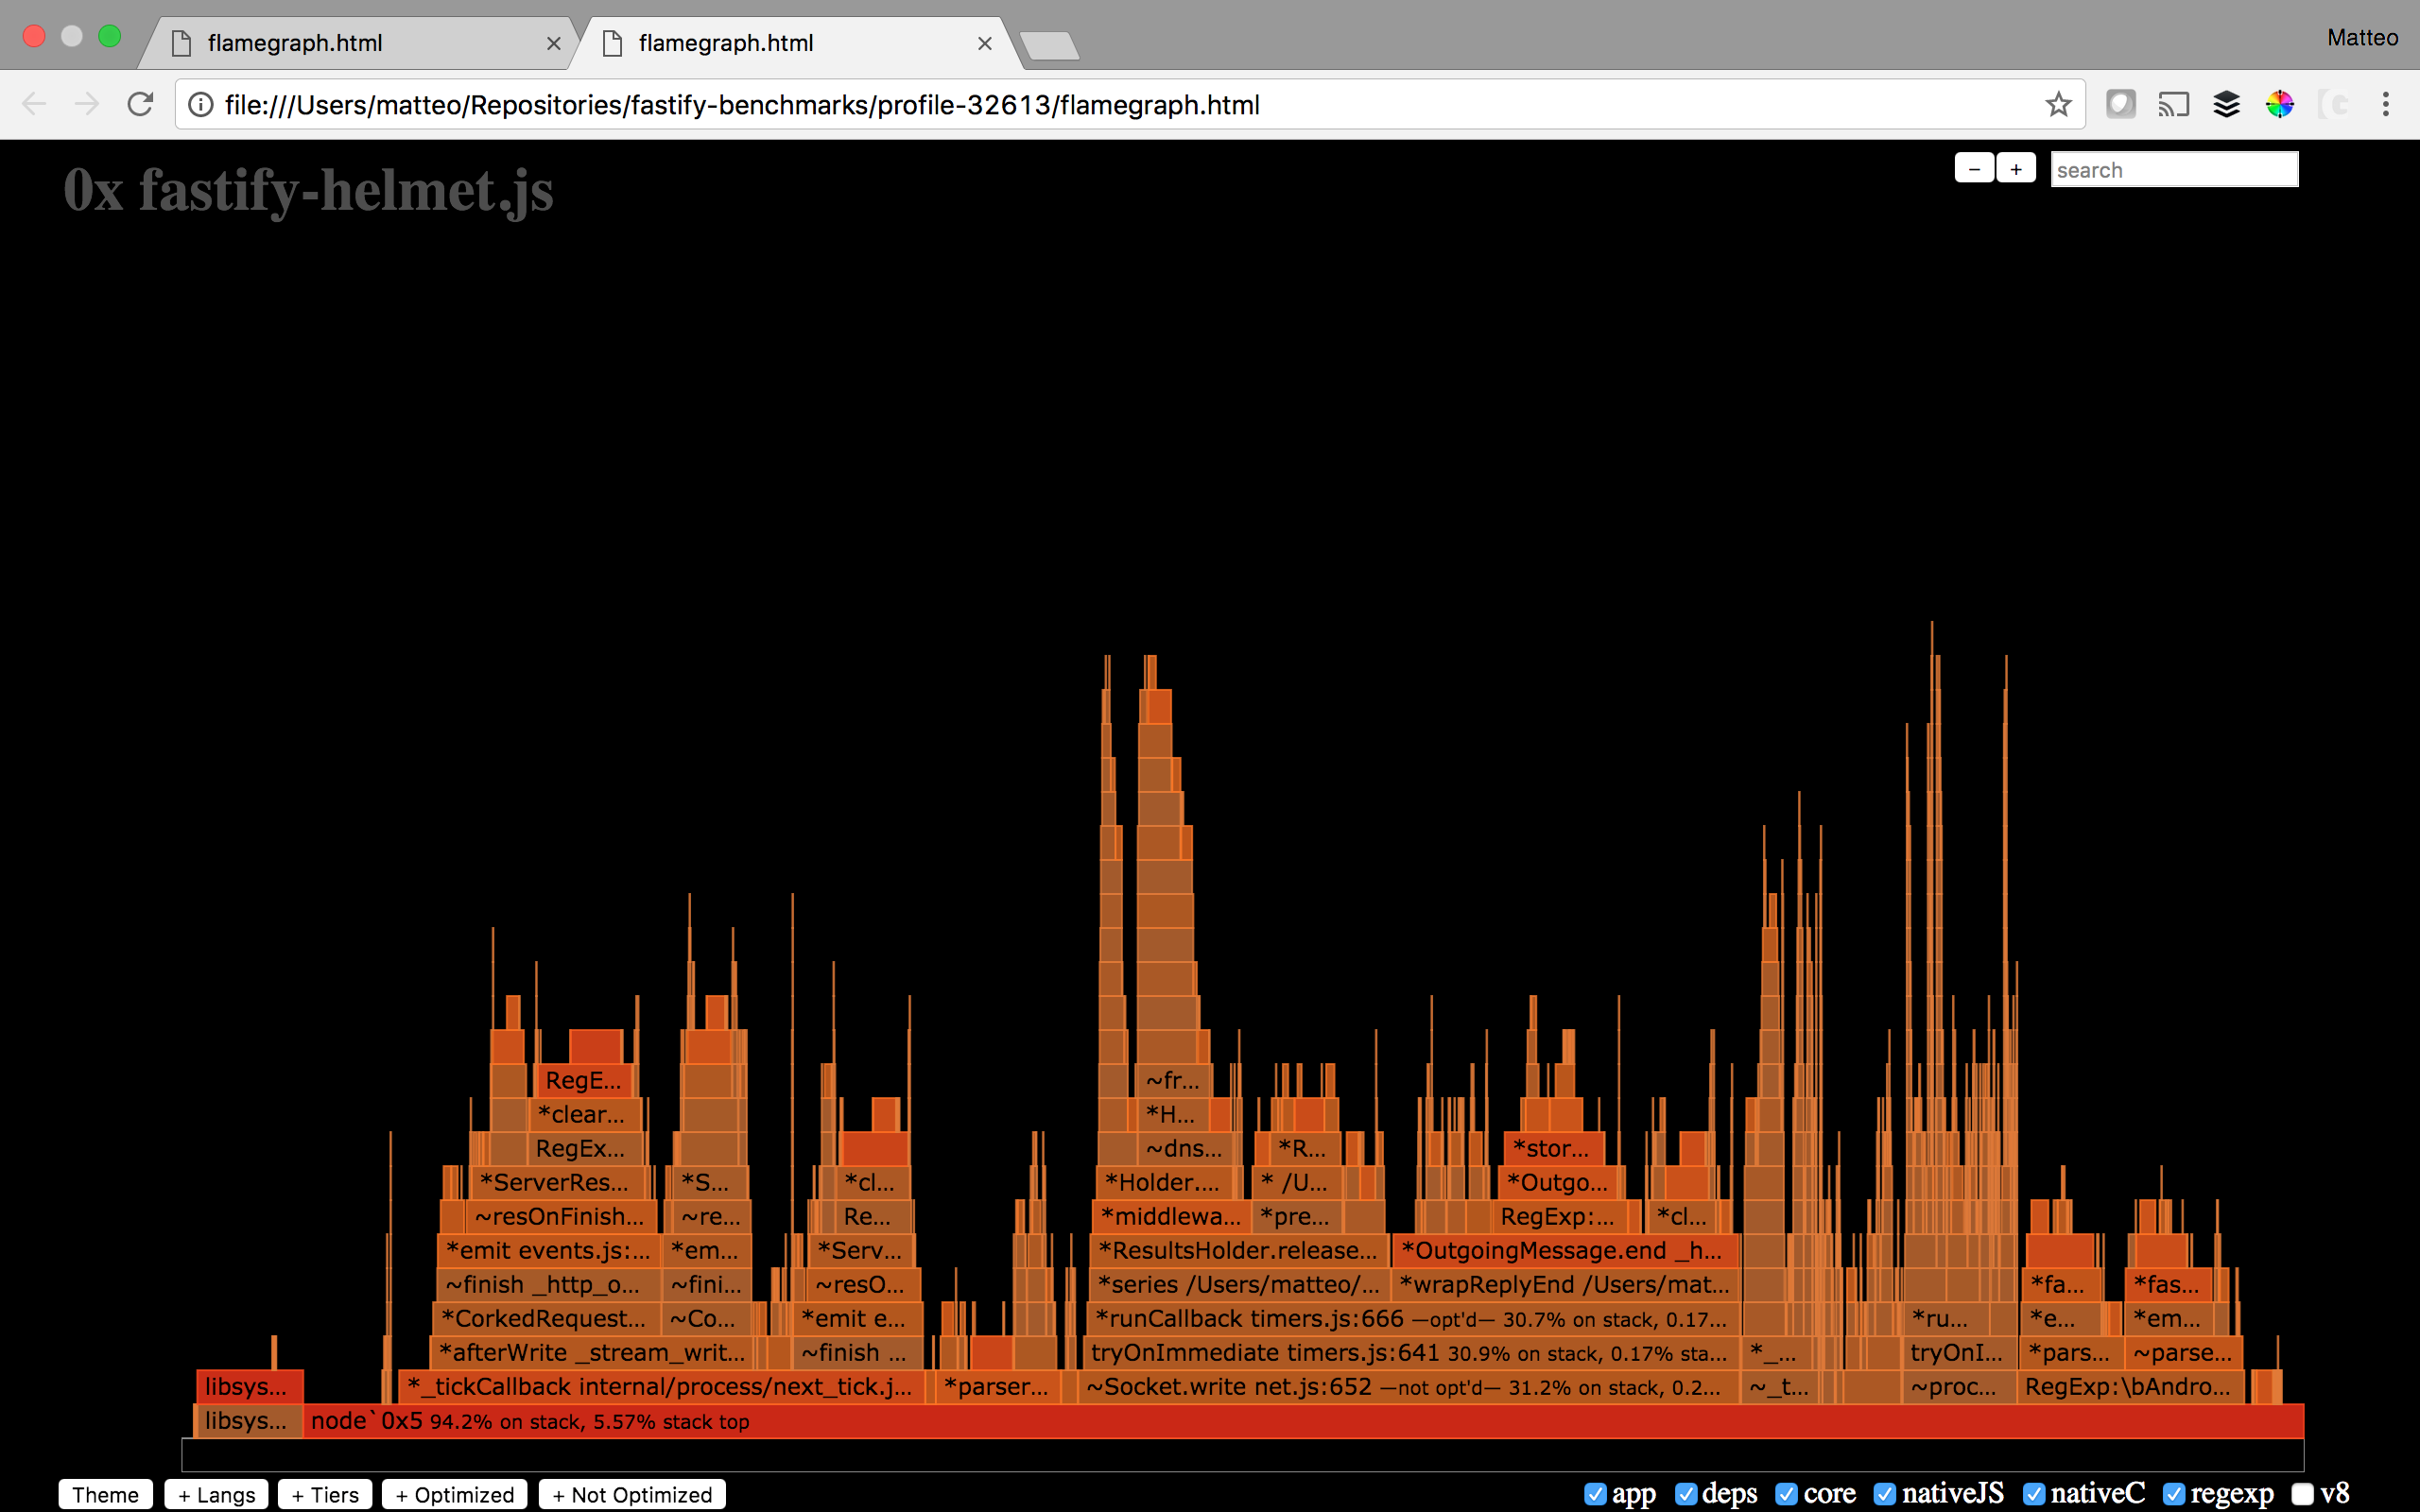 flamegraph.html
flamegraph.html
Matteo
file:///Users/matteo/Repositories/fastify-benchmarks/profile-32613/flamegraph.html
0x fastify-helmet.js
− + search
RegE... ~fr...
*clear... *H...
RegEx... ~dns... *R... *stor...
*ServerRes... *S... *cl... *Holder.... * /U... *Outgo...
~resOnFinish... ~re... Re... *middlewa... *pre... RegExp:... *cl...
*emit events.js:... *em... *Serv... *ResultsHolder.release... *OutgoingMessage.end _h...
~finish _http_o... ~fini... ~resO... *series /Users/matteo/... *wrapReplyEnd /Users/mat... *fa... *fas...
*CorkedRequest... ~Co... *emit e... *runCallback timers.js:666 —opt'd— 30.7% on stack, 0.17... *ru... *e... *em...
*afterWrite _stream_writ... ~finish ... tryOnImmediate timers.js:641 30.9% on stack, 0.17% sta... *_... tryOnI... *pars... ~parse...
libsys... *_tickCallback internal/process/next_tick.j... *parser... ~Socket.write net.js:652 —not opt'd— 31.2% on stack, 0.2... ~_t... ~proc... RegExp:\bAndro...
libsys... node`0x5 94.2% on stack, 5.57% stack top
Theme + Langs + Tiers + Optimized + Not Optimized app deps core nativeJS nativeC regexp v8